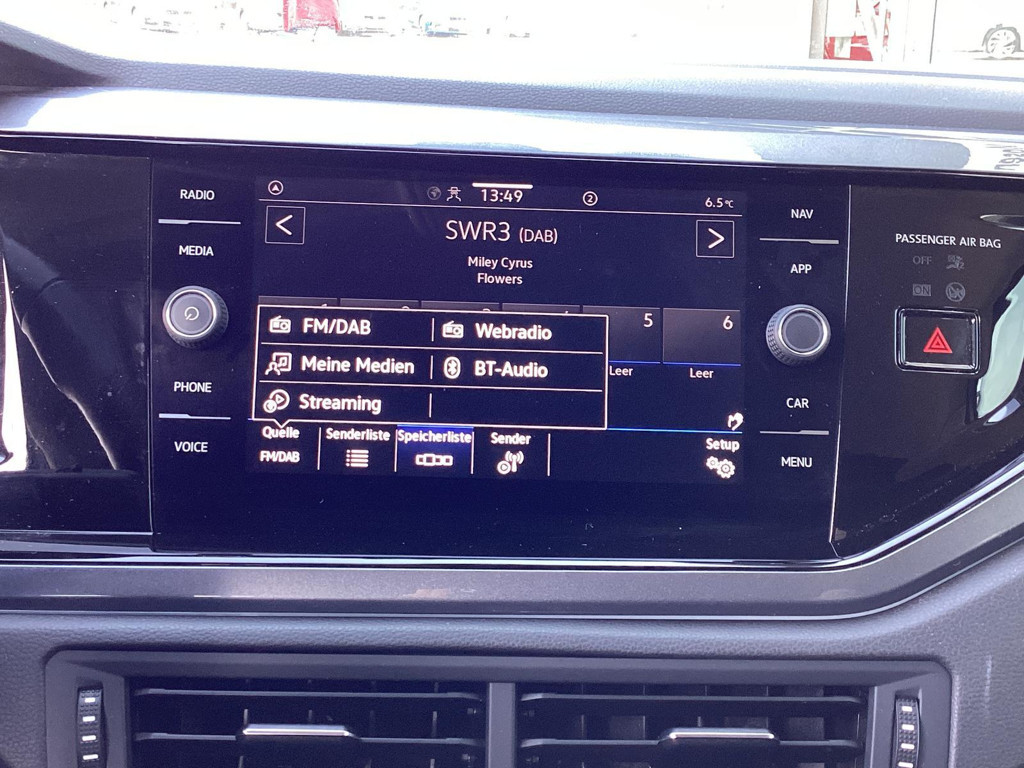 RADIO
MEDIA
PHONE
VOICE
13:49
2
6.5 °C
<
SWR3 (DAB)
>
Miley Cyrus
Flowers
5
6
Leer
Leer
FM/DAB
Webradio
Meine Medien
BT-Audio
Streaming
Quelle
FM/DAB
Senderliste
Speicherliste
Sender
Setup
NAV
APP
CAR
MENU
PASSENGER AIR BAG
OFF
ON